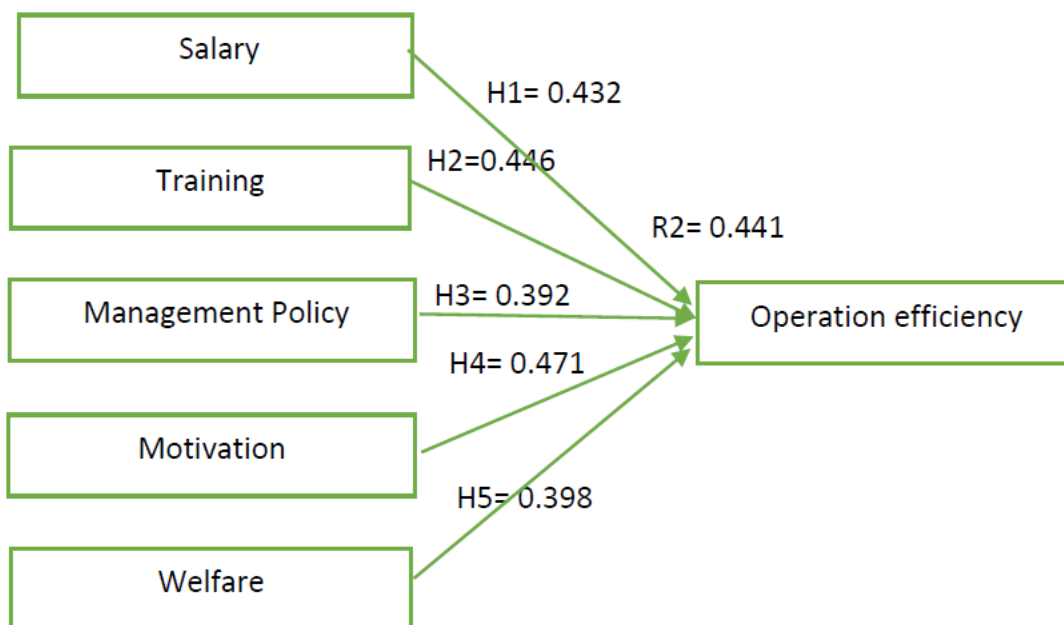 Salary
H1= 0.432
Training
H2=0.446
R2= 0.441
Management Policy
H3= 0.392
Operation efficiency
H4= 0.471
Motivation
H5= 0.398
Welfare